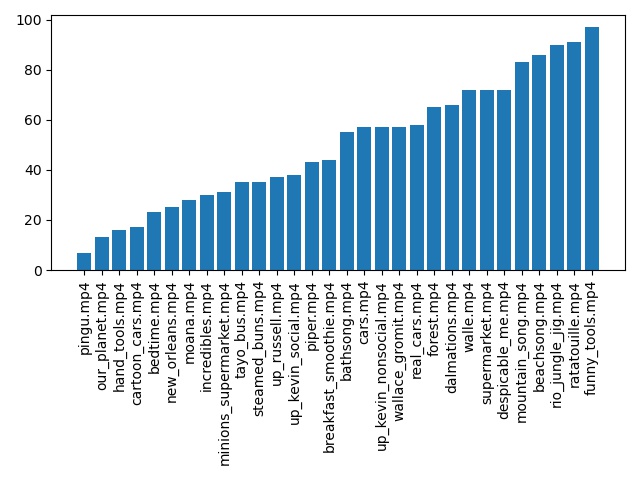 100
80
60
40
20
0
pingu.mp4
our_planet.mp4
hand_tools.mp4
cartoon_cars.mp4
bedtime.mp4
new_orleans.mp4
moana.mp4
incredibles.mp4
minions_supermarket.mp4
tayo_bus.mp4
steamed_buns.mp4
up_russell.mp4
up_kevin_social.mp4
piper.mp4
breakfast_smoothie.mp4
bathsong.mp4
cars.mp4
up_kevin_nonsocial.mp4
wallace_gromit.mp4
real_cars.mp4
forest.mp4
dalmations.mp4
walle.mp4
supermarket.mp4
despicable_me.mp4
mountain_song.mp4
beachsong.mp4
rio_jungle_jig.mp4
ratatouille.mp4
funny_tools.mp4